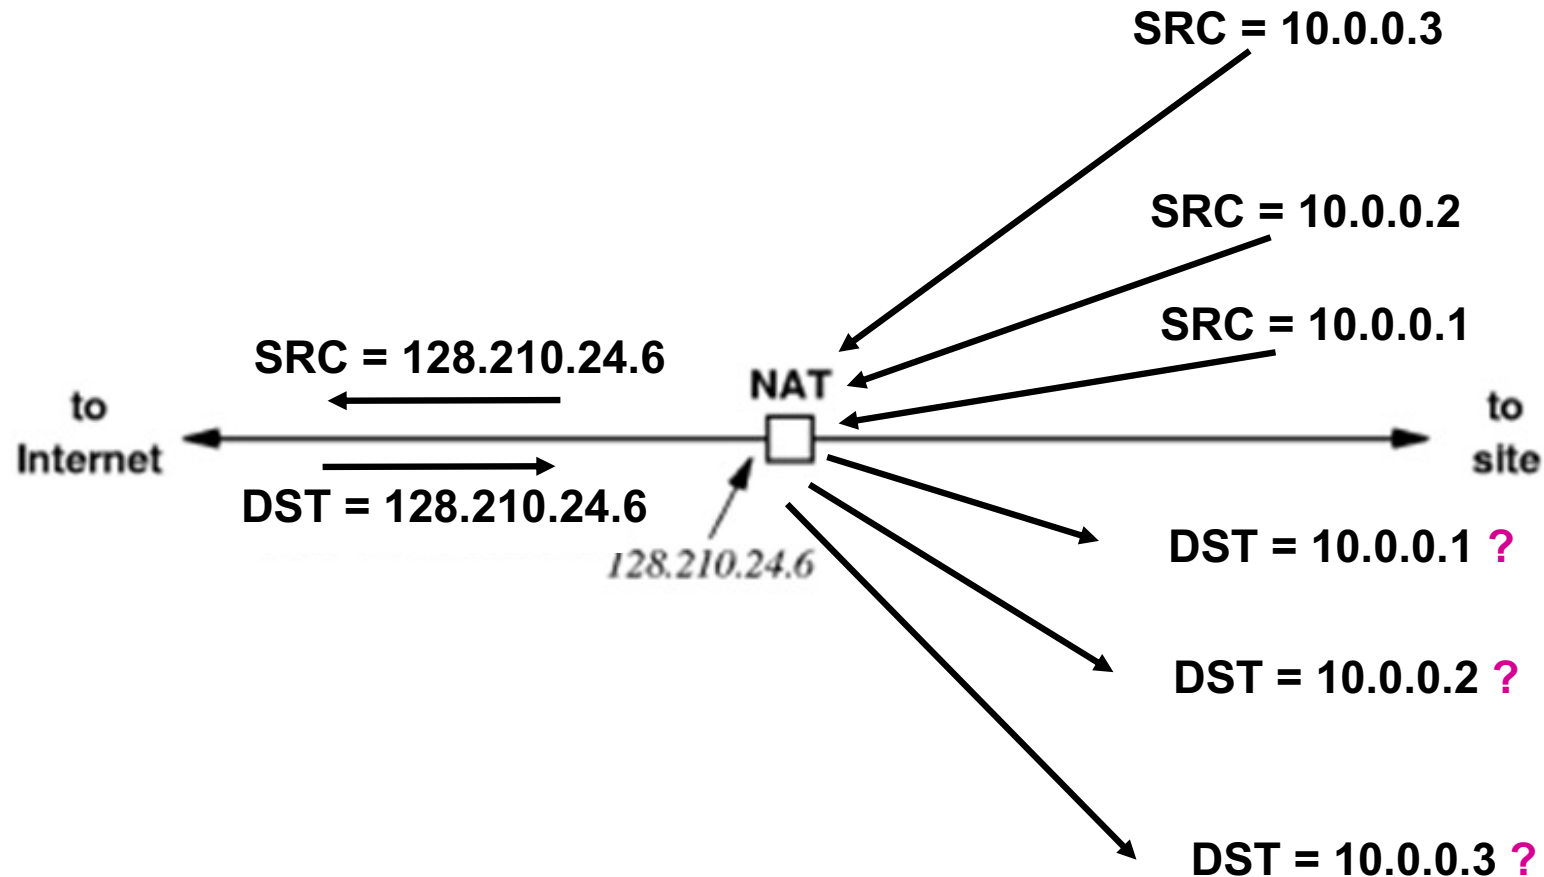 SRC = 10.0.0.3
SRC = 10.0.0.2
SRC = 10.0.0.1
SRC = 128.210.24.6
NAT
to
Internet
to
site
DST = 128.210.24.6
128.210.24.6
DST = 10.0.0.1 ?
DST = 10.0.0.2 ?
DST = 10.0.0.3 ?